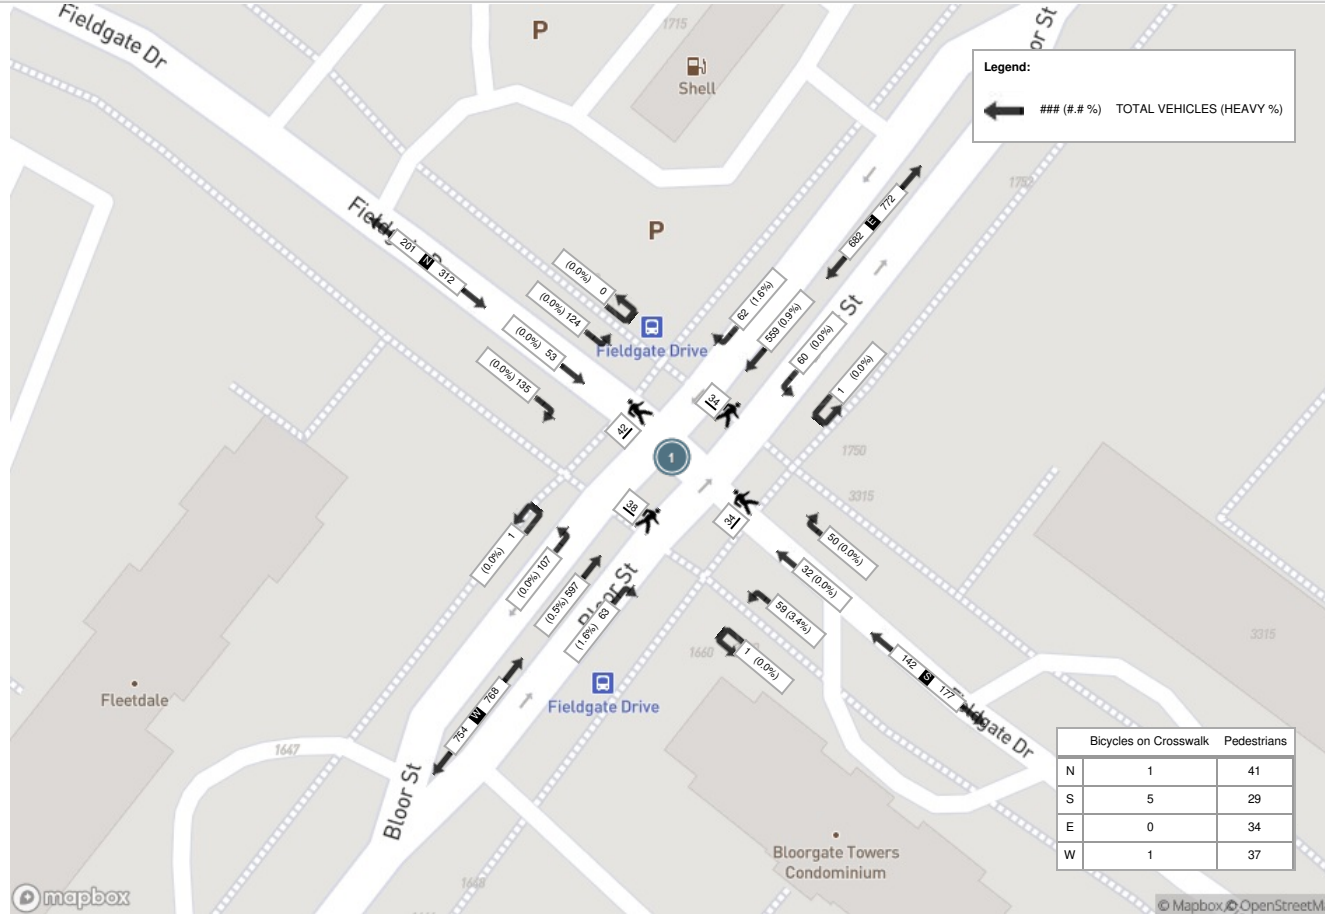 Fieldgate Dr
1715
P
Shell
or St
Legend:
### (#.# %) TOTAL VEHICLES (HEAVY %)
P
201 N 312
(0.0%) 0
(0.0%) 124
(0.0%) 53
(0.0%) 135
Fieldgate Drive
62 (1.6%)
559 (0.9%)
60 (0.0%)
1 (0.0%)
682 E 772
St
34
42
1
38
34
1750
3315
(0.0%) 1
(0.0%) 107
(0.5%) 597
(1.6%) 63
Bloor St
50 (0.0%)
32 (0.0%)
59 (3.4%)
1 (0.0%)
1660
3315
142 S 177
754 W 768
Fieldgate Drive
Fleetdale
1647
Bloor St
ldgate Dr
Bloorgate Towers
Condominium
Bicycles on Crosswalk Pedestrians
N 1 41
S 5 29
E 0 34
W 1 37
mapbox
© Mapbox © OpenStreetM